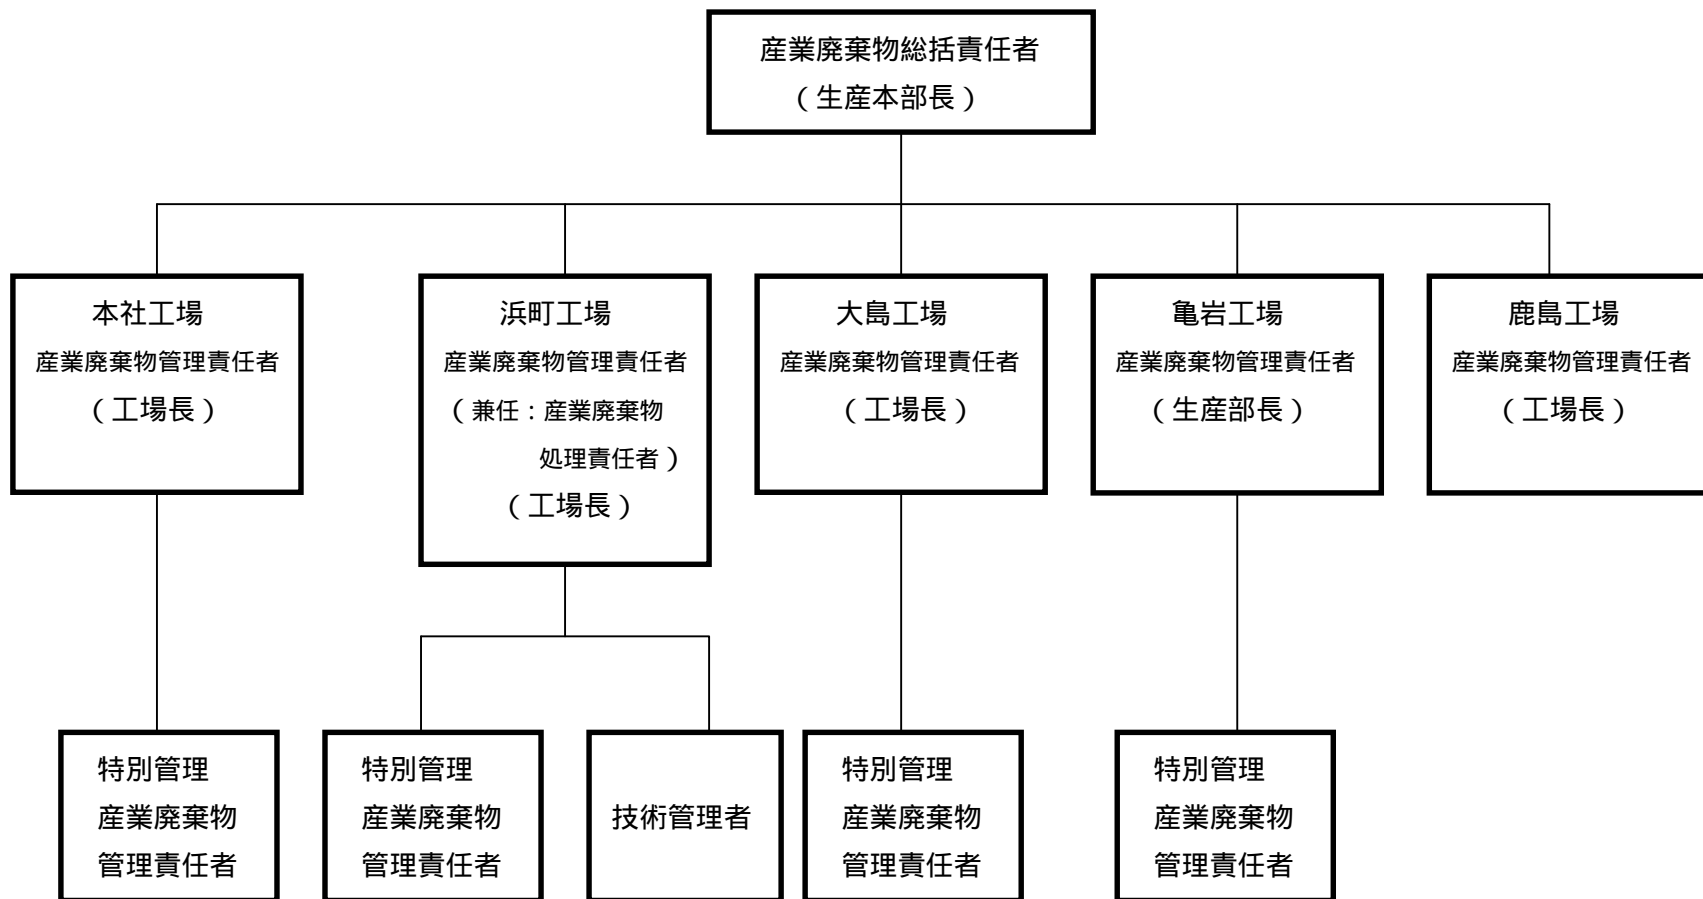 産業廃棄物総括責任者
（生産本部長）
本社工場
産業廃棄物管理責任者
（工場長）
浜町工場
産業廃棄物管理責任者
（兼任：産業廃棄物
処理責任者）
（工場長）
大島工場
産業廃棄物管理責任者
（工場長）
亀岩工場
産業廃棄物管理責任者
（生産部長）
鹿島工場
産業廃棄物管理責任者
（工場長）
特別管理
産業廃棄物
管理責任者
特別管理
産業廃棄物
管理責任者
技術管理者
特別管理
産業廃棄物
管理責任者
特別管理
産業廃棄物
管理責任者